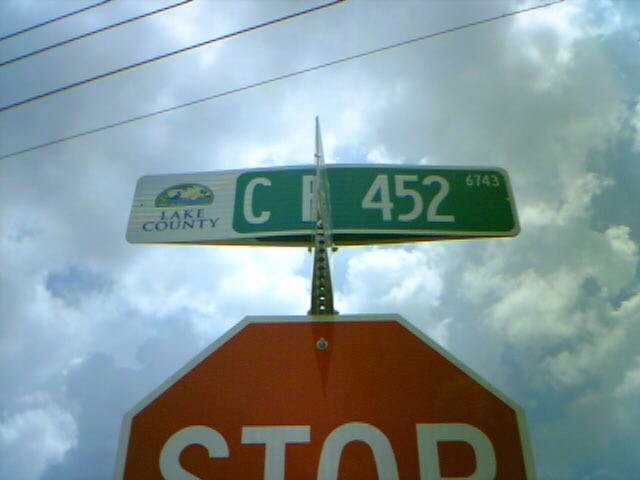 LAKE
COUNTY
C R 452
6743
STOP